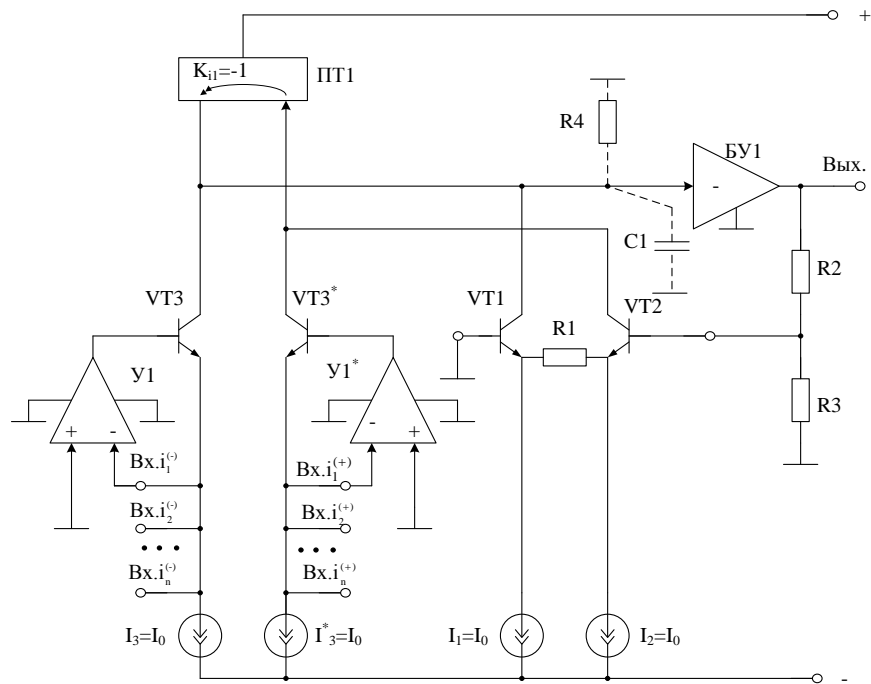 +
K_i1=-1
ПТ1
R4
БУ1
-
Вых.
C1
R2
VT3
VT3*
VT1
R1
VT2
У1
У1*
R3
+ -
- +
Вх.i₁⁽⁻⁾
Вх.i₁⁽⁺⁾
Вх.i₂⁽⁻⁾
Вх.i₂⁽⁺⁾
• • •
• • •
Вх.iₙ⁽⁻⁾
Вх.iₙ⁽⁺⁾
I₃=I₀
I*₃=I₀
I₁=I₀
I₂=I₀
-